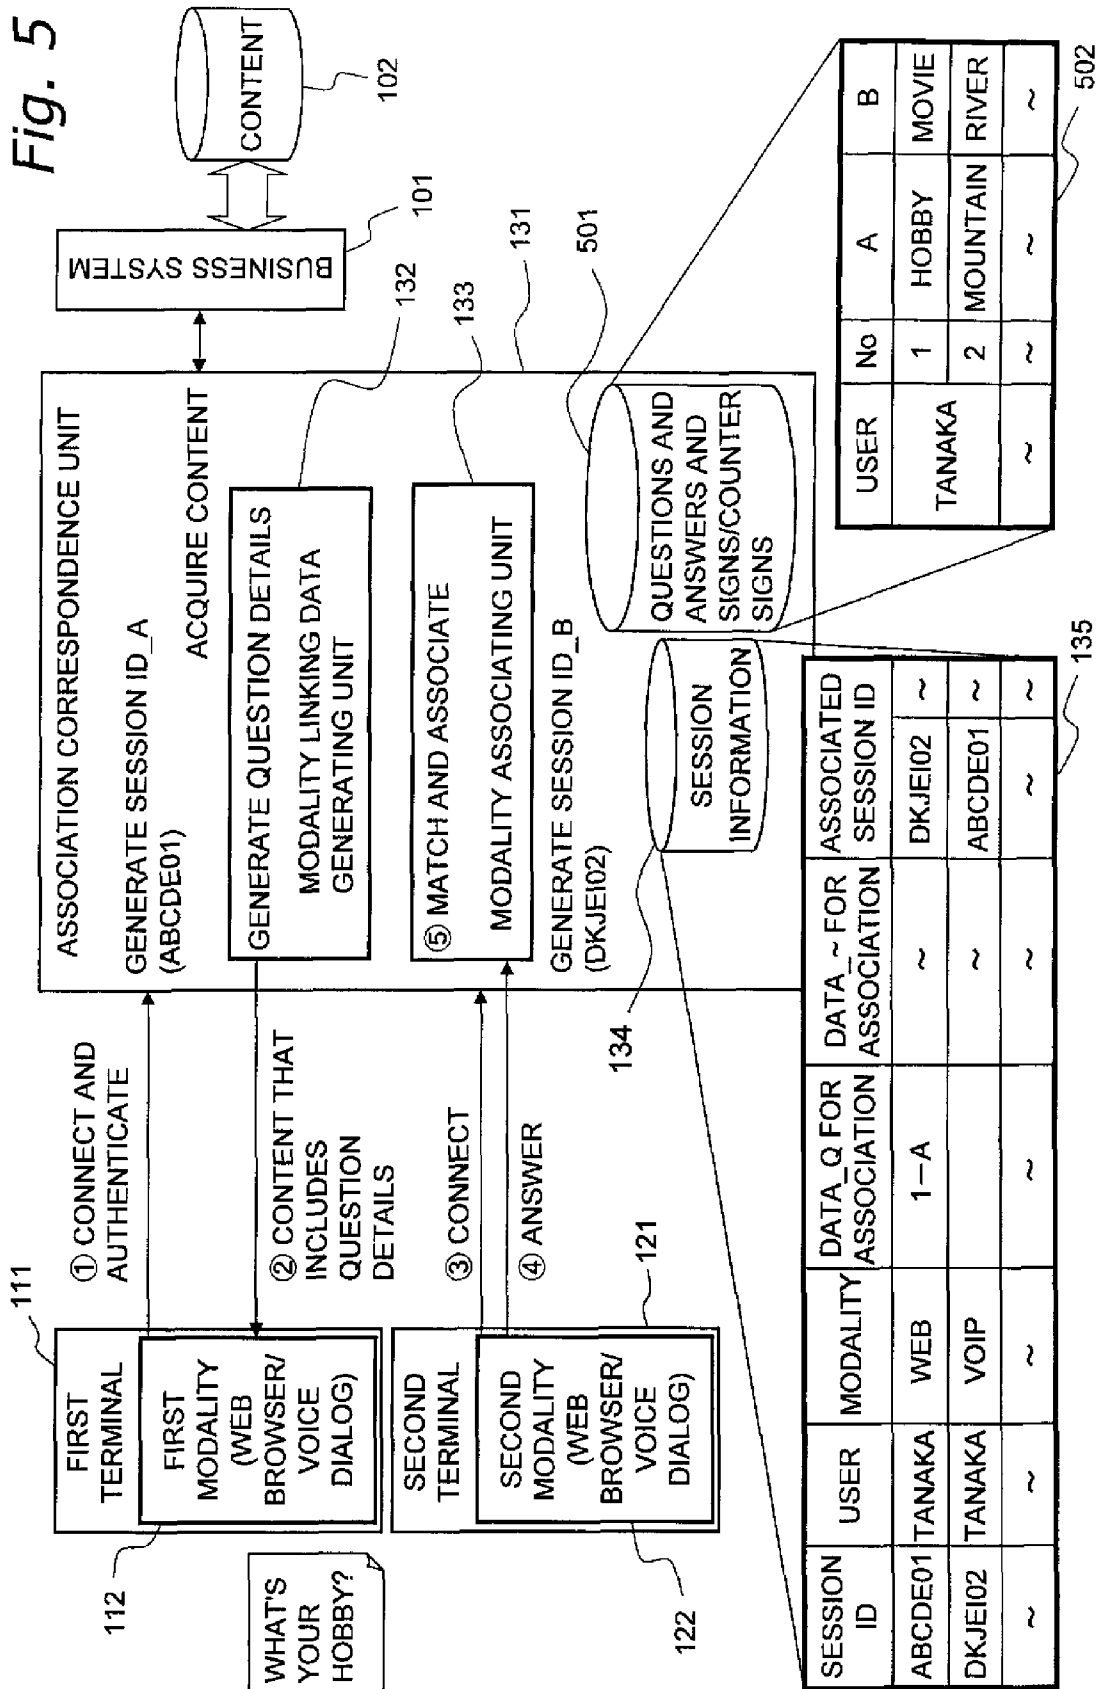 Fig. 5
CONTENT
102
BUSINESS SYSTEM
101
131
ASSOCIATION CORRESPONDENCE UNIT
GENERATE SESSION ID_A
(ABCDE01)
ACQUIRE CONTENT
132
GENERATE QUESTION DETAILS
MODALITY LINKING DATA
GENERATING UNIT
133
⑤ MATCH AND ASSOCIATE
MODALITY ASSOCIATING UNIT
GENERATE SESSION ID_B
(DKJEI02)
501
QUESTIONS AND
ANSWERS AND
SIGNS/COUNTER
SIGNS
134
SESSION
INFORMATION
① CONNECT AND
AUTHENTICATE
② CONTENT THAT
INCLUDES
QUESTION
DETAILS
③ CONNECT
④ ANSWER
111
FIRST
TERMINAL
FIRST
MODALITY
(WEB
BROWSER/
VOICE
DIALOG)
112
121
SECOND
TERMINAL
SECOND
MODALITY
(WEB
BROWSER/
VOICE
DIALOG)
122
WHAT'S
YOUR
HOBBY?
USER No A B
TANAKA 1 HOBBY MOVIE
2 MOUNTAIN RIVER
~ ~ ~ ~
502
SESSION
ID
USER
MODALITY
DATA_Q FOR
ASSOCIATION
DATA_~ FOR
ASSOCIATION
ASSOCIATED
SESSION ID
ABCDE01 TANAKA WEB 1—A ~ DKJEI02 ~
DKJEI02 TANAKA VOIP ~ ABCDE01 ~
~ ~ ~ ~ ~ ~ ~
135